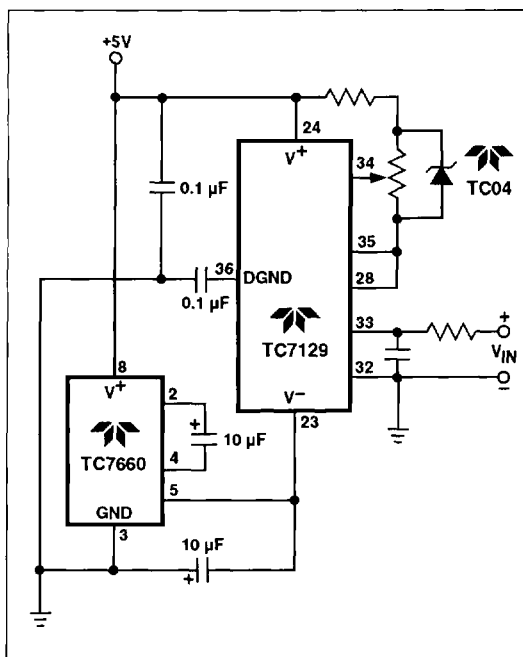 +5V
24
V+
34
TC04
0.1 µF
35
36
DGND
28
0.1 µF
TC7129
33
+
VIN
32
–
8
V+
2
V–
23
+
10 µF
TC7660
4
5
GND
3
10 µF
+